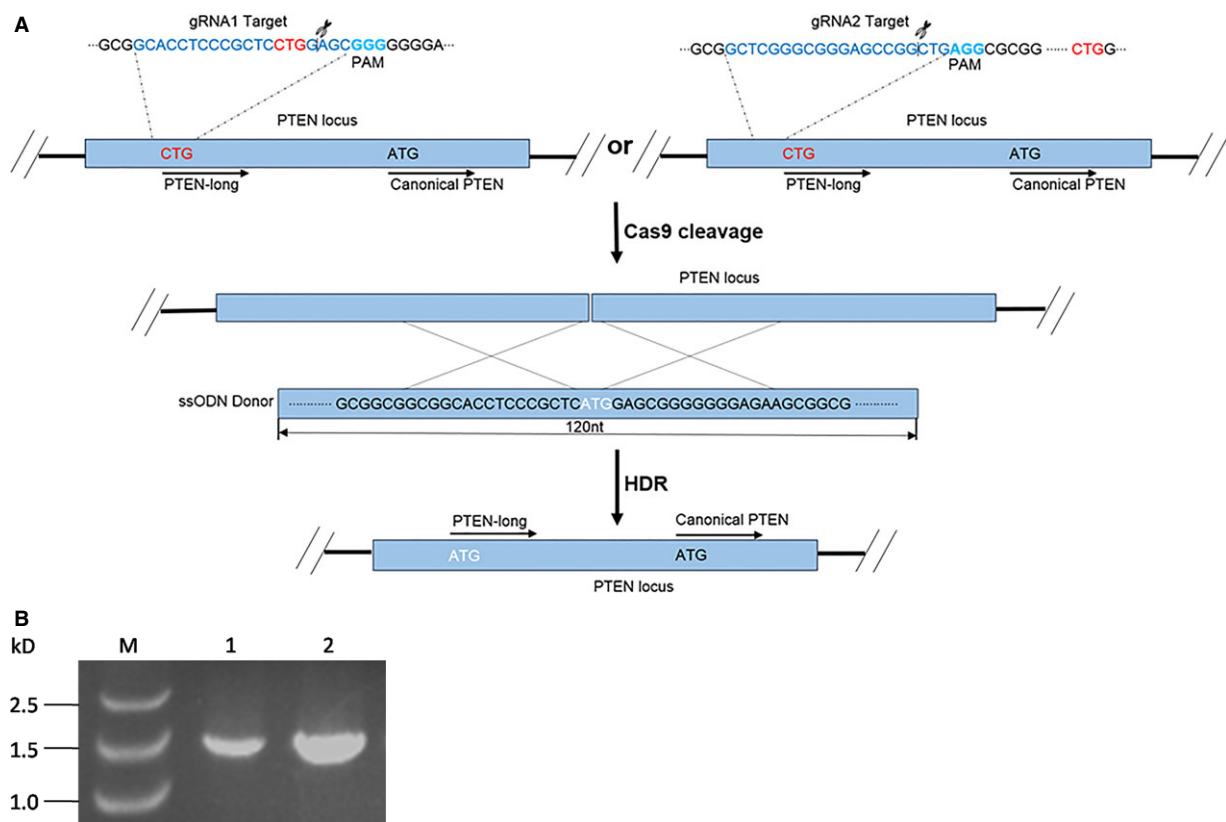 A
gRNA1 Target
···GCGGCACCTCCCGCTCCTGGAGCGGGGGGGA···
PAM
PTEN locus
CTG
ATG
PTEN-long
Canonical PTEN
or
gRNA2 Target
······GCGGCTCGGGCGGGAGCCGGCTGAGGCGCGG ······ CTGG···
PAM
PTEN locus
CTG
ATG
PTEN-long
Canonical PTEN
Cas9 cleavage
PTEN locus
ssODN Donor
············ GCGGCGGCGGCACCTCCCGCTCATGGAGCGGGGGGGAGAAGCGGCG ············
120nt
HDR
PTEN-long
Canonical PTEN
ATG
ATG
PTEN locus
B
kD M 1 2
2.5
1.5
1.0